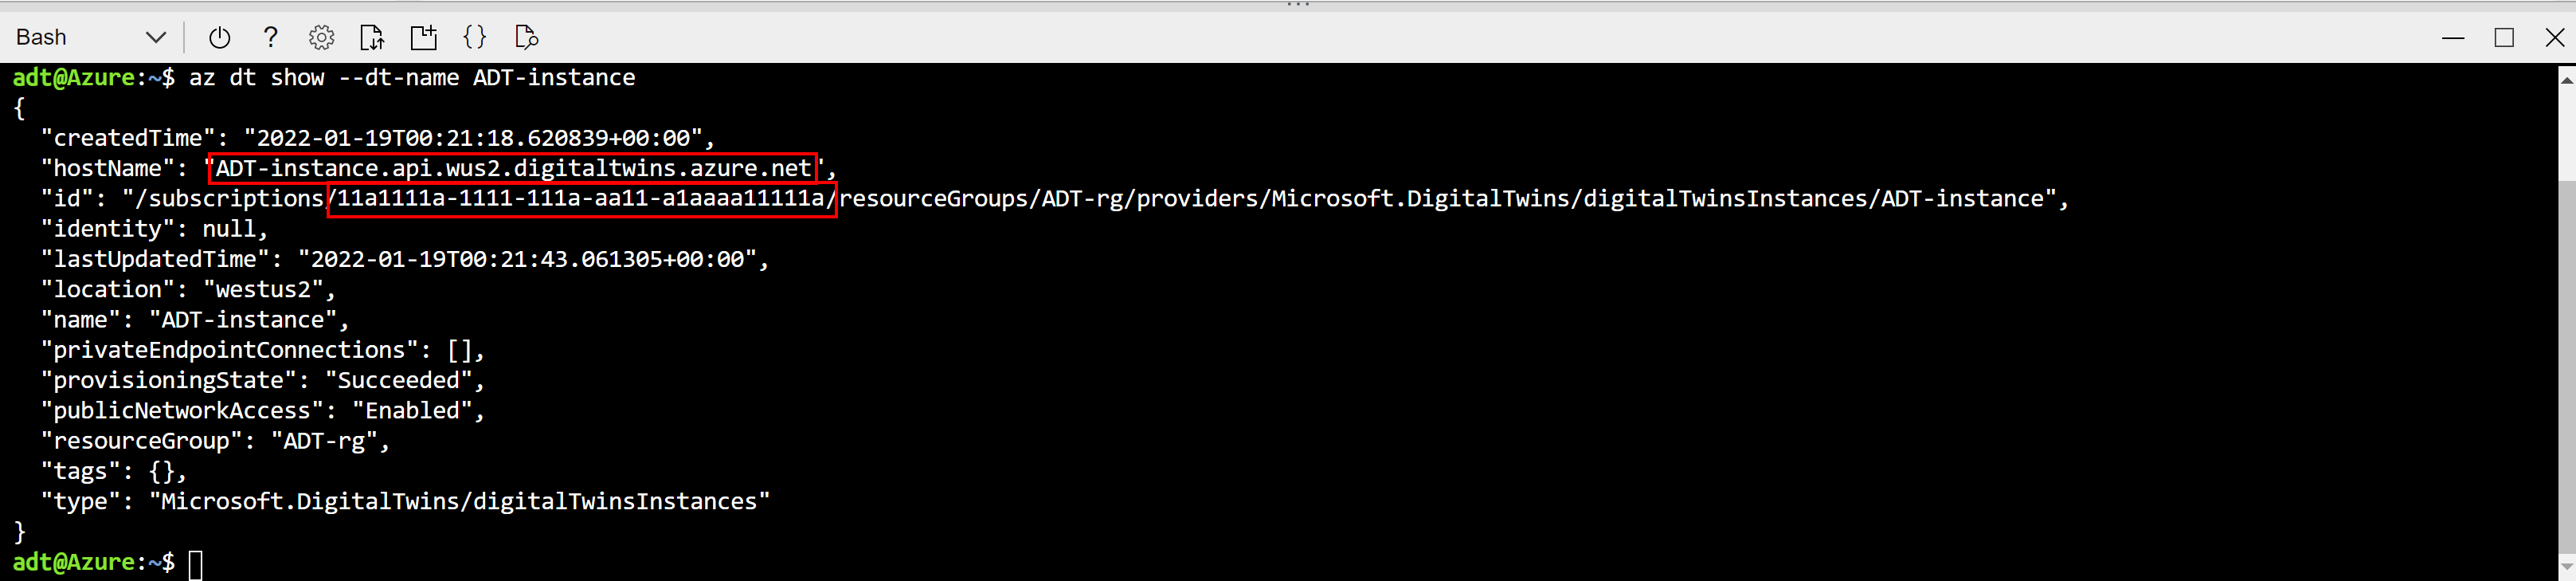 Bash
adt@Azure:~$ az dt show --dt-name ADT-instance
{
"createdTime": "2022-01-19T00:21:18.620839+00:00",
"hostName": "ADT-instance.api.wus2.digitaltwins.azure.net",
"id": "/subscriptions/11a1111a-1111-111a-aa11-a1aaaa11111a/resourceGroups/ADT-rg/providers/Microsoft.DigitalTwins/digitalTwinsInstances/ADT-instance",
"identity": null,
"lastUpdatedTime": "2022-01-19T00:21:43.061305+00:00",
"location": "westus2",
"name": "ADT-instance",
"privateEndpointConnections": [],
"provisioningState": "Succeeded",
"publicNetworkAccess": "Enabled",
"resourceGroup": "ADT-rg",
"tags": {},
"type": "Microsoft.DigitalTwins/digitalTwinsInstances"
}
adt@Azure:~$